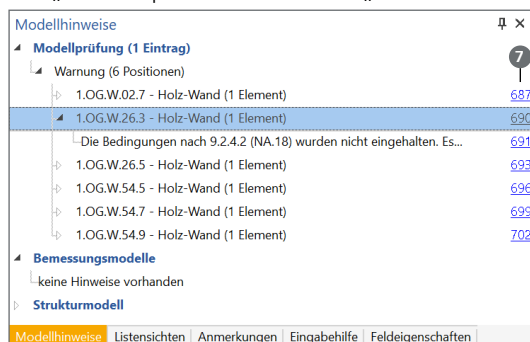 Modellhinweise
Modellprüfung (1 Eintrag)
7
Warnung (6 Positionen)
1.OG.W.02.7 - Holz-Wand (1 Element) 687
1.OG.W.26.3 - Holz-Wand (1 Element) 690
Die Bedingungen nach 9.2.4.2 (NA.18) wurden nicht eingehalten. Es... 691
1.OG.W.26.5 - Holz-Wand (1 Element) 693
1.OG.W.54.5 - Holz-Wand (1 Element) 696
1.OG.W.54.7 - Holz-Wand (1 Element) 699
1.OG.W.54.9 - Holz-Wand (1 Element) 702
Bemessungsmodelle
keine Hinweise vorhanden
Strukturmodell
Modellhinweise Listensichten Anmerkungen Eingabehilfe Feldeigenschaften